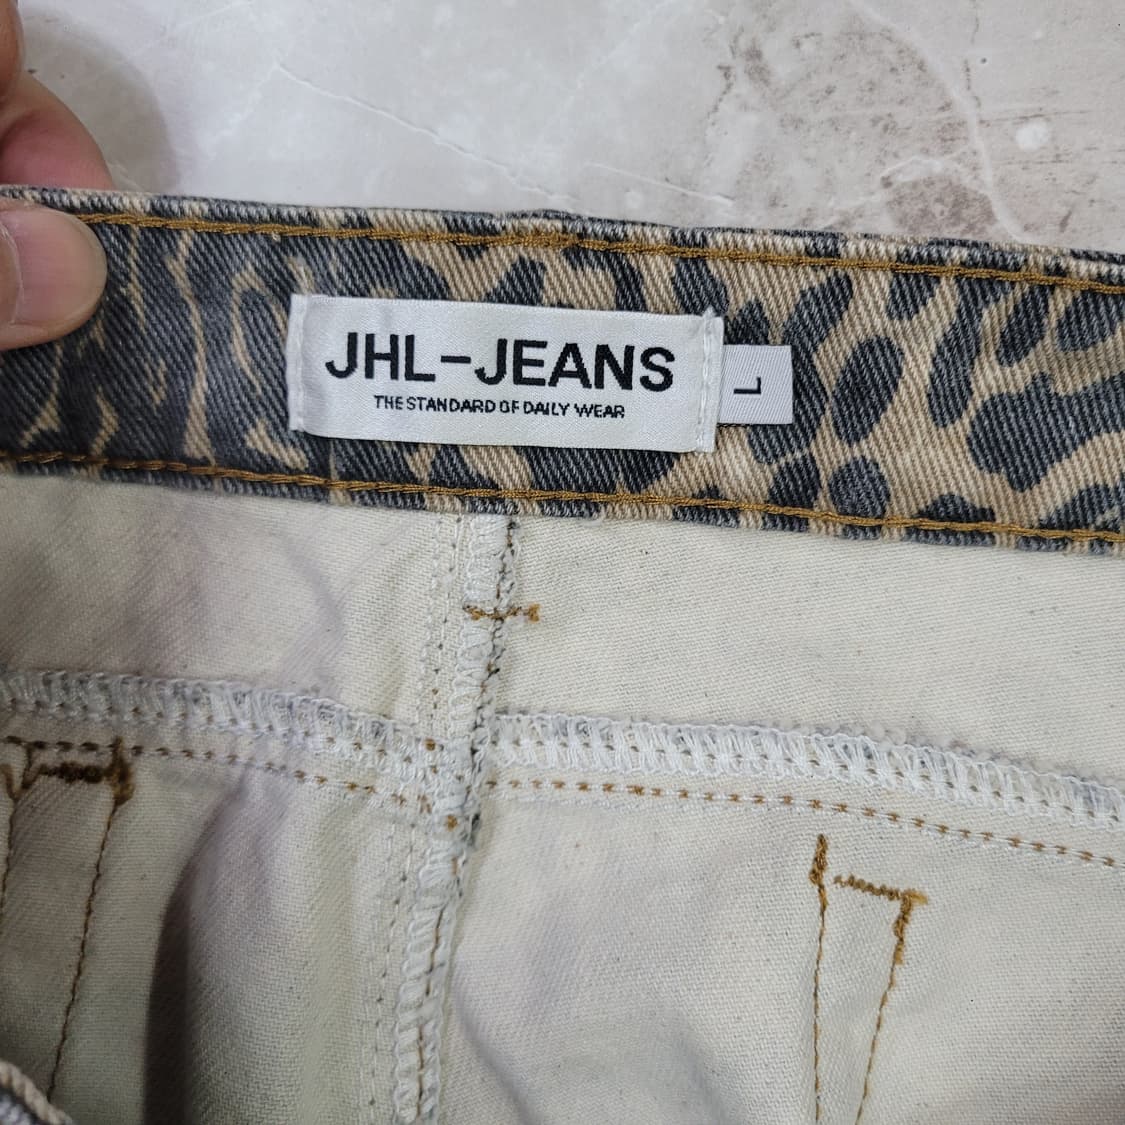 JHL-JEANS
THE STANDARD OF DAILY WEAR
L